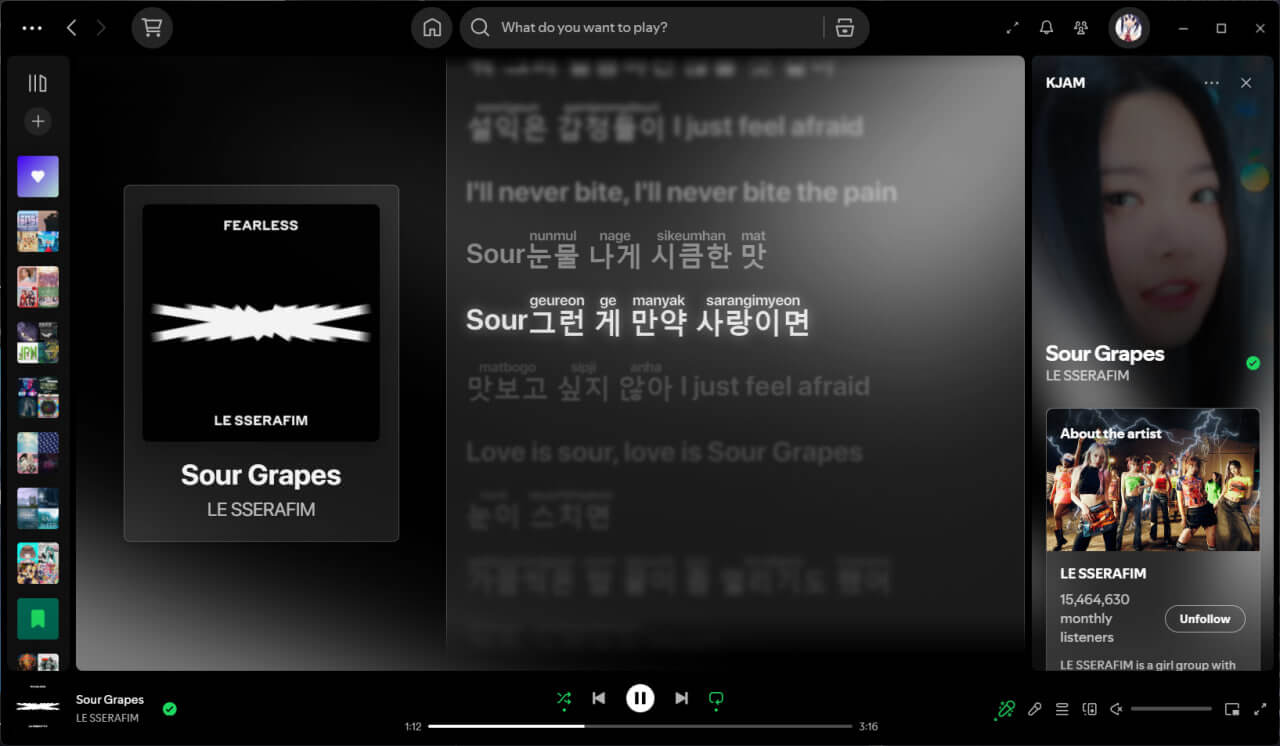 What do you want to play?
FEARLESS
LE SSERAFIM
Sour Grapes
LE SSERAFIM
설익은 감정들이 I just feel afraid
I'll never bite, I'll never bite the pain
nunmul nage sikeumhan mat
Sour눈물 나게 시큼한 맛
geureon ge manyak sarangimyeon
Sour그런 게 만약 사랑이면
matbogo sipji anha
맛보고 싶지 않아 I just feel afraid
Love is sour, love is Sour Grapes
눈이 스치면
KJAM
Sour Grapes
LE SSERAFIM
About the artist
LE SSERAFIM
15,464,630
monthly
listeners
Unfollow
LE SSERAFIM is a girl group with
Sour Grapes
LE SSERAFIM
1:12
3:16